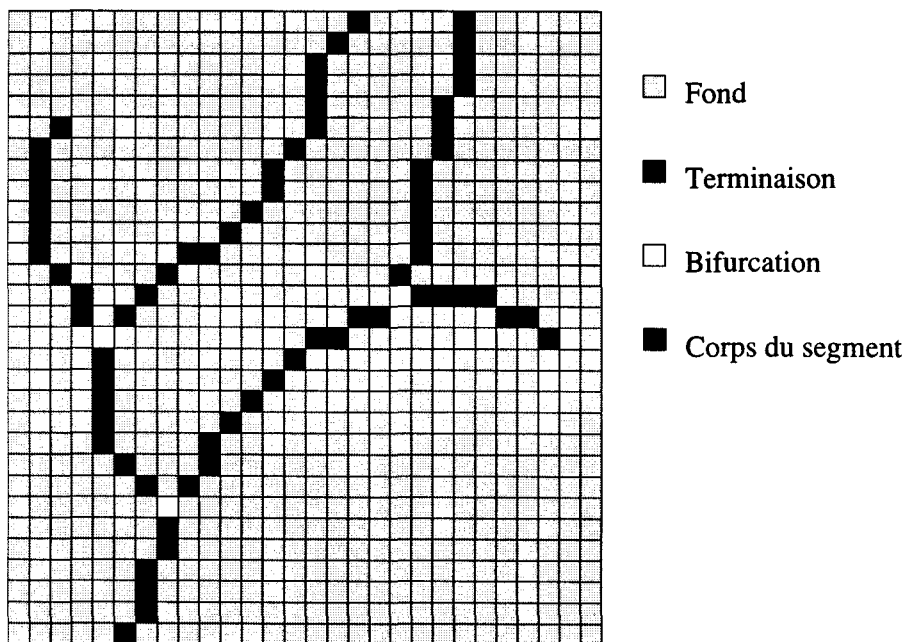 Fond
Terminaison
Bifurcation
Corps du segment